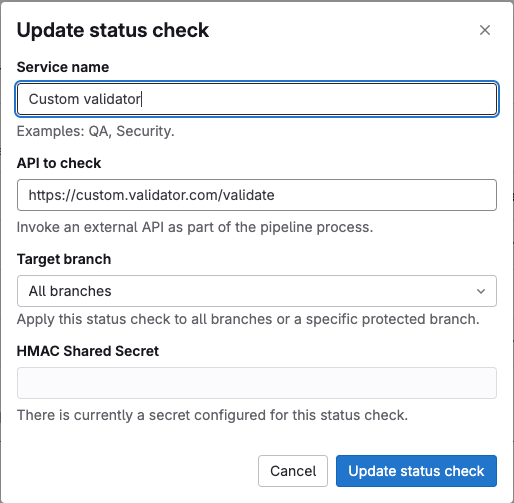 Update status check
Service name
Custom validator
Examples: QA, Security.
API to check
https://custom.validator.com/validate
Invoke an external API as part of the pipeline process.
Target branch
All branches
Apply this status check to all branches or a specific protected branch.
HMAC Shared Secret
There is currently a secret configured for this status check.
Cancel
Update status check